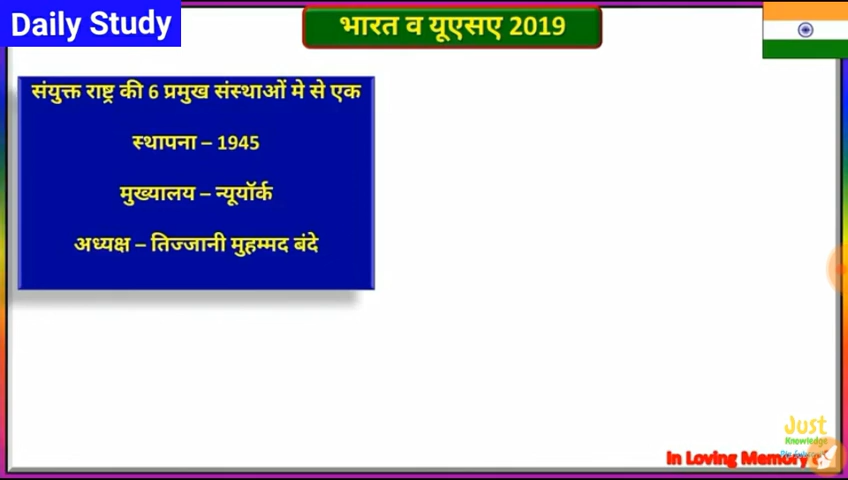 Daily Study
भारत व यूएसए 2019
संयुक्त राष्ट्र की 6 प्रमुख संस्थाओं मे से एक
स्थापना – 1945
मुख्यालय – न्यूयॉर्क
अध्यक्ष – तिज्जानी मुहम्मद बंदे
Just
Knowledge
In Loving Memory